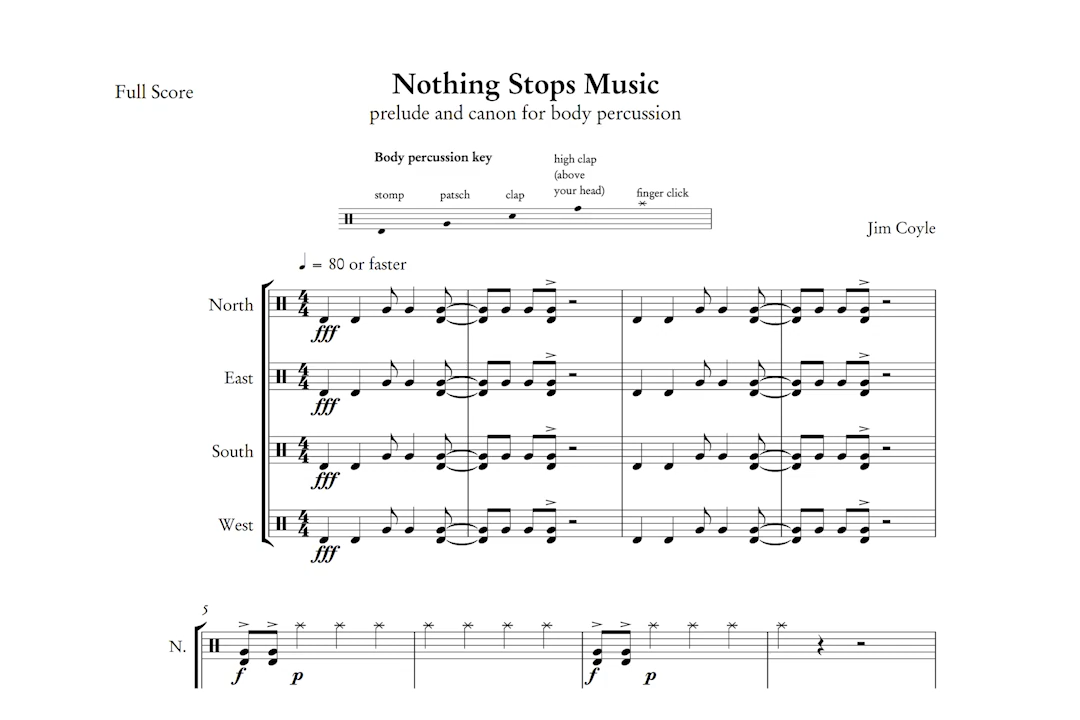 Full Score
Nothing Stops Music
prelude and canon for body percussion
Body percussion key
stomp
patsch
clap
high clap
(above
your head)
finger click
Jim Coyle
= 80 or faster
North
fff
East
fff
South
fff
West
fff
5
N.
f p f p